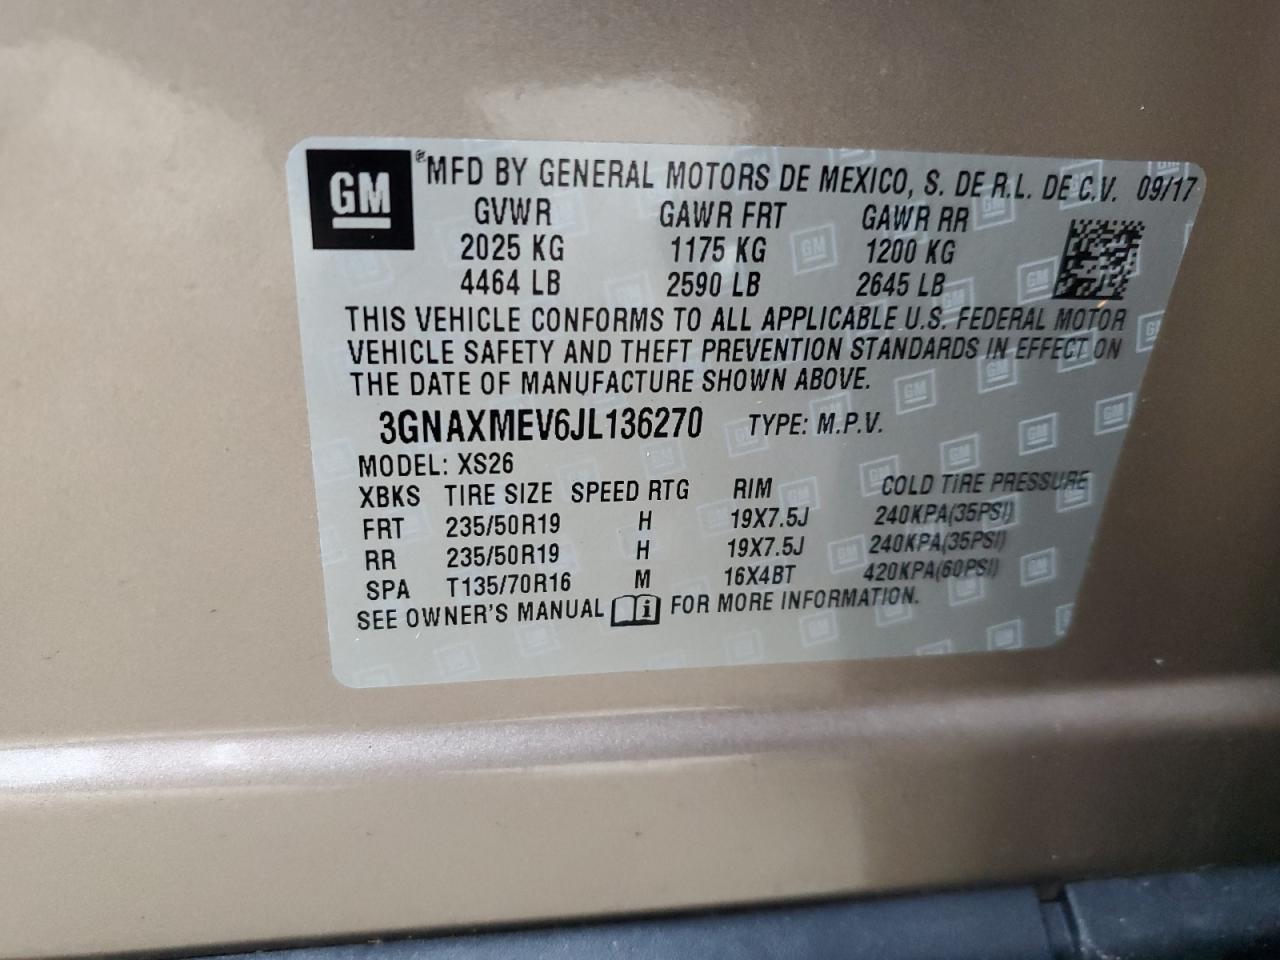 GM
®MFD BY GENERAL MOTORS DE MEXICO, S. DE R.L. DE C.V. 09/17
GVWR GAWR FRT GAWR RR
2025 KG 1175 KG 1200 KG
4464 LB 2590 LB 2645 LB
THIS VEHICLE CONFORMS TO ALL APPLICABLE U.S. FEDERAL MOTOR
VEHICLE SAFETY AND THEFT PREVENTION STANDARDS IN EFFECT ON
THE DATE OF MANUFACTURE SHOWN ABOVE.
3GNAXMEV6JL136270 TYPE: M.P.V.
MODEL: XS26
XBKS TIRE SIZE SPEED RTG RIM COLD TIRE PRESSURE
FRT 235/50R19 H 19X7.5J 240KPA(35PSI)
RR 235/50R19 H 19X7.5J 240KPA(35PSI)
SPA T135/70R16 M 16X4BT 420KPA(60PSI)
SEE OWNER'S MANUAL i FOR MORE INFORMATION.